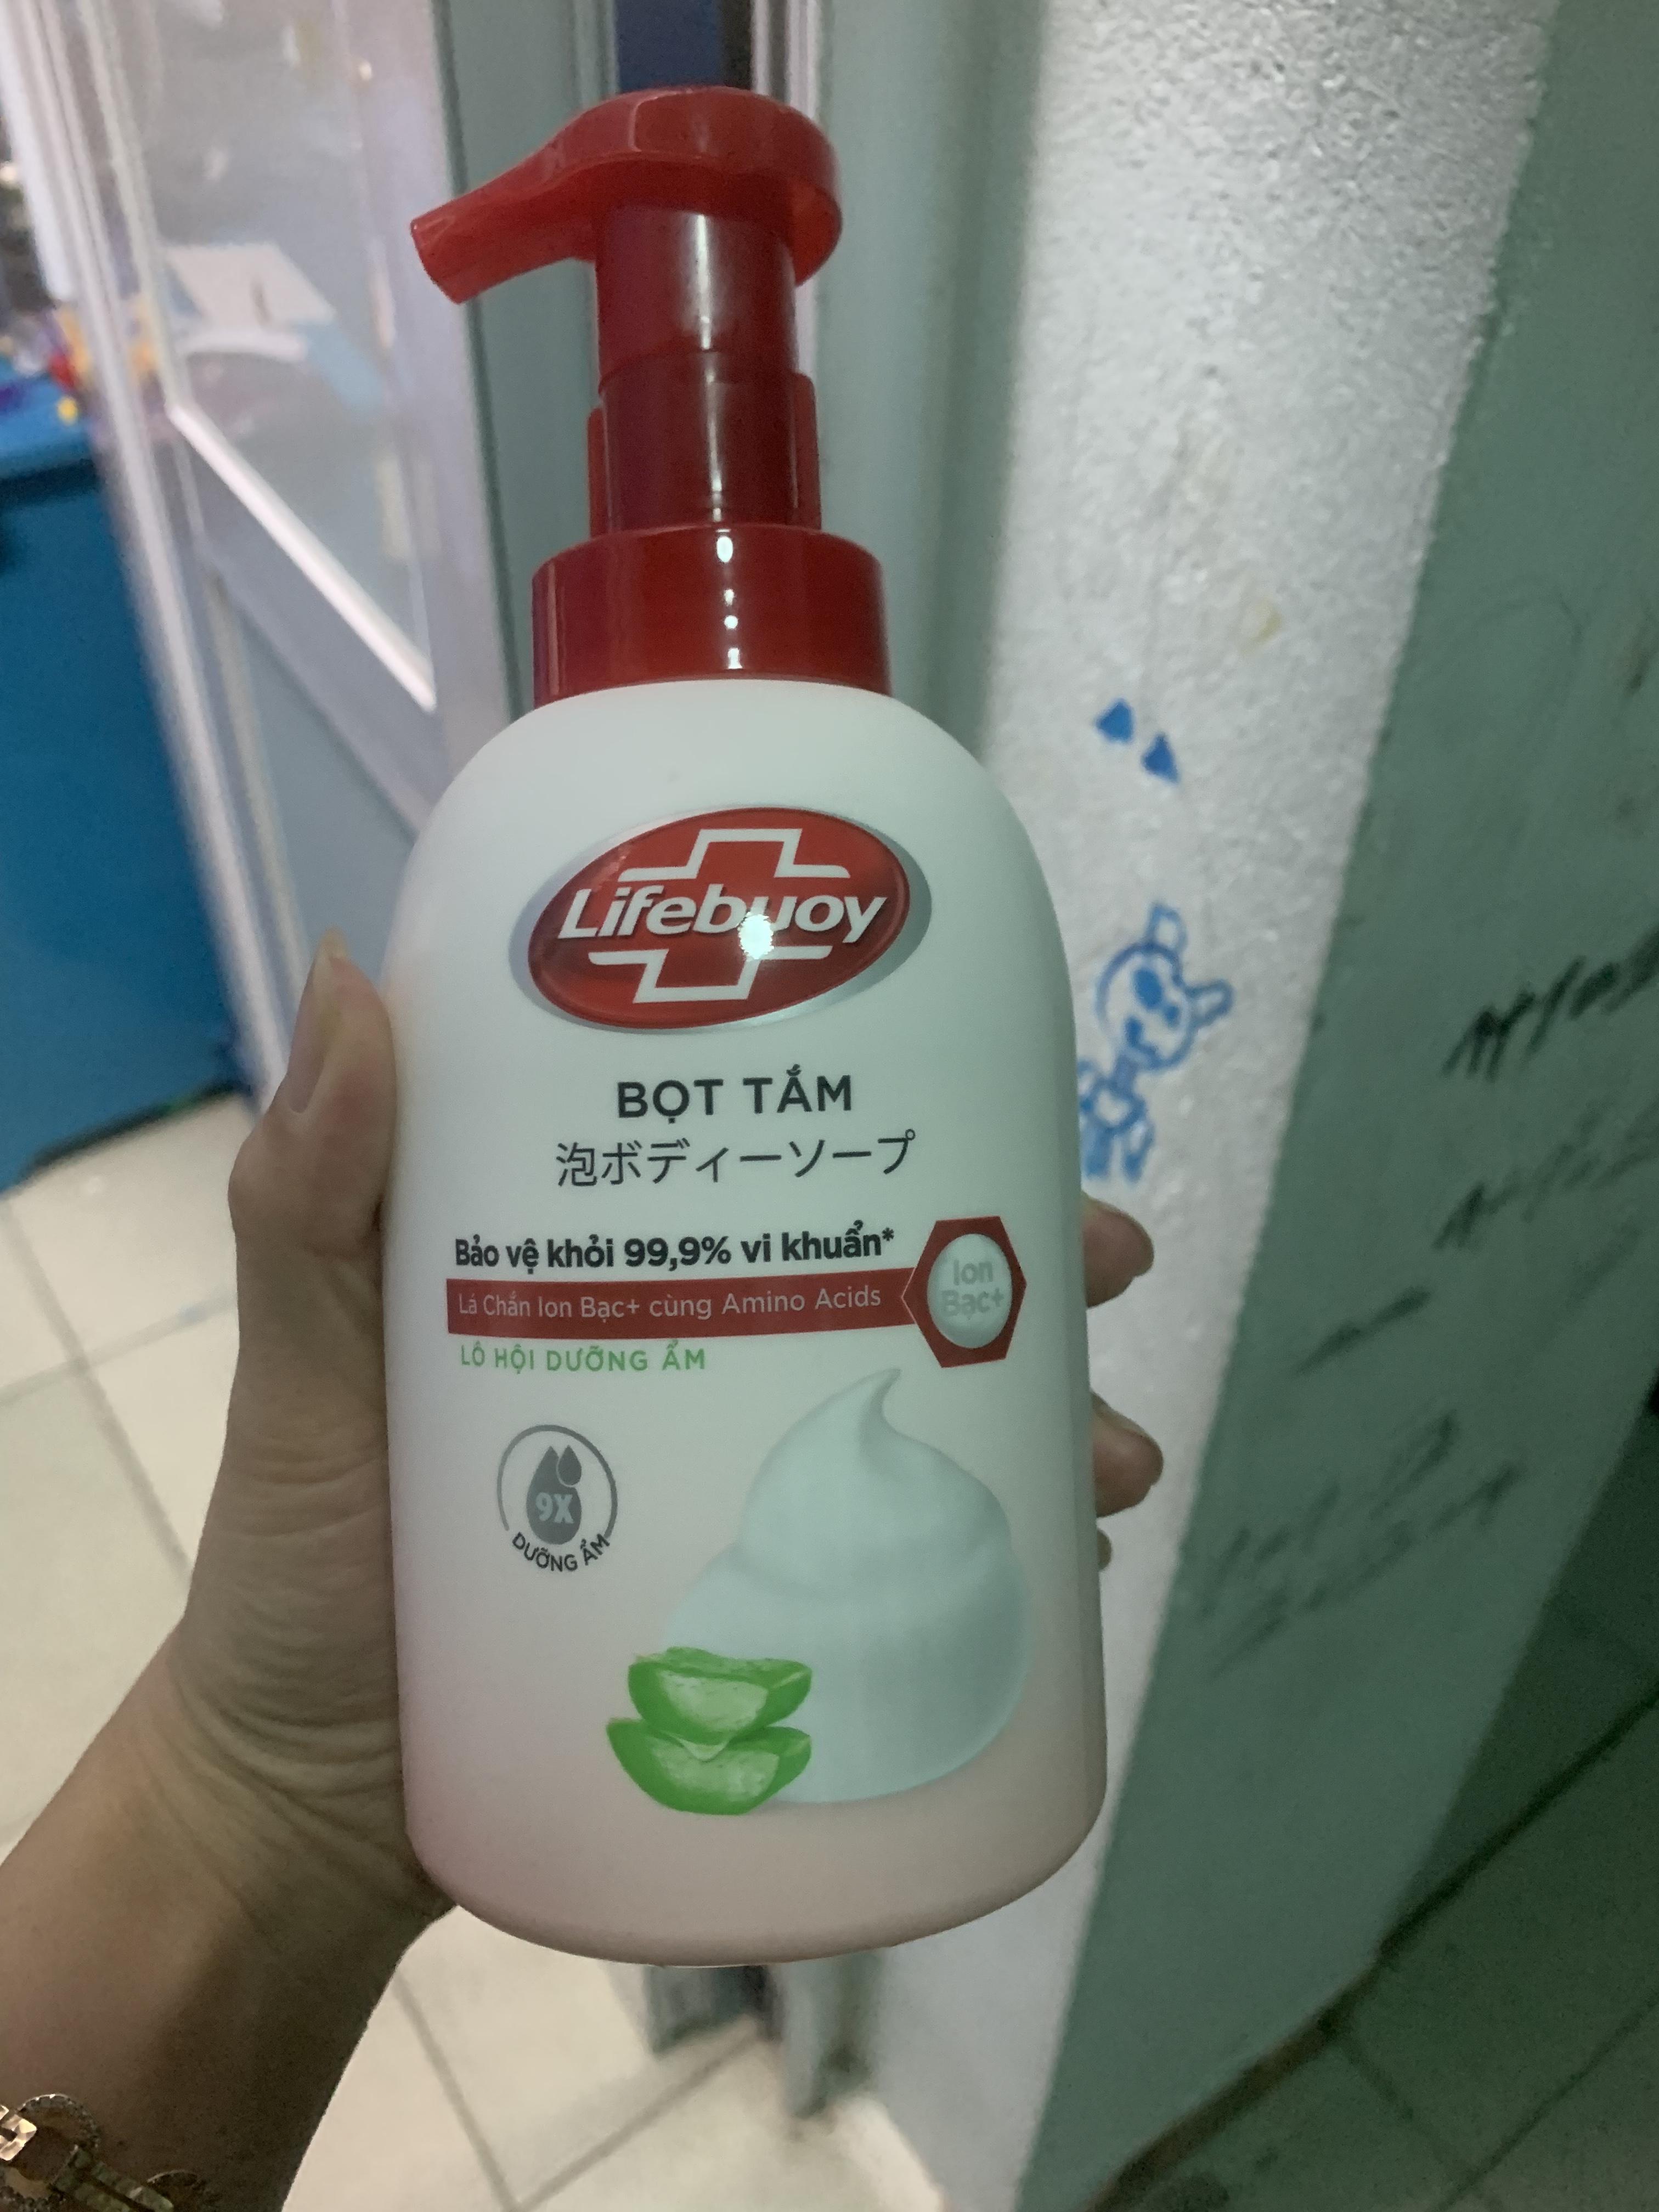 Lifebuoy
BỌT TẮM
泡ボディーソープ
Bảo vệ khỏi 99,9% vi khuẩn*
Lá Chắn Ion Bạc+ cùng Amino Acids
Ion
Bạc+
LÔ HỘI DƯỠNG ẨM
9X
DƯỠNG ẨM